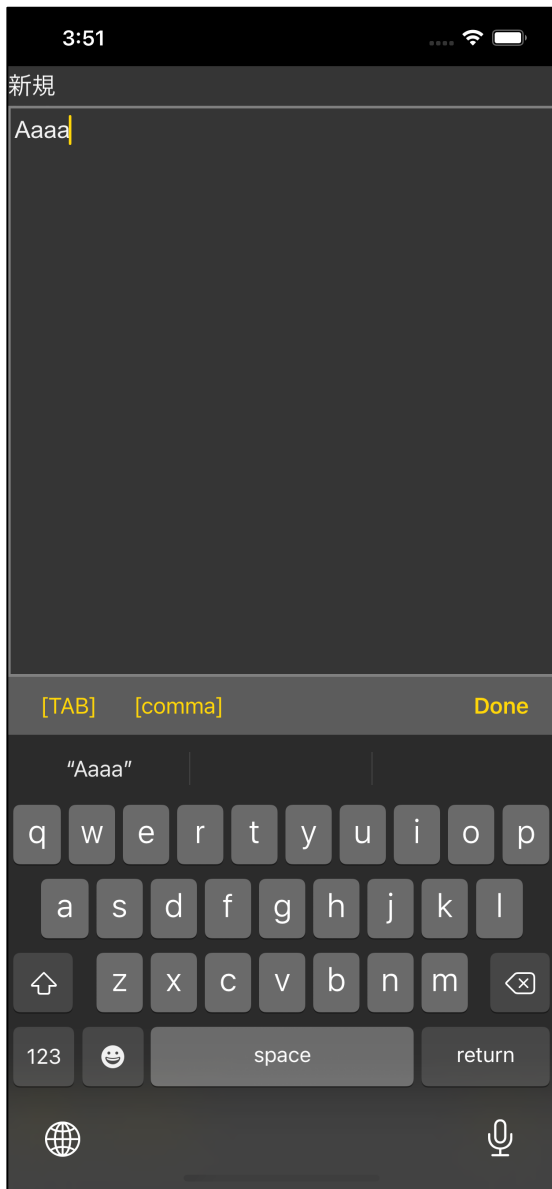 3:51
新規
Aaaa
[TAB] [comma] Done
“Aaaa”
q w e r t y u i o p
a s d f g h j k l
z x c v b n m
123 space return